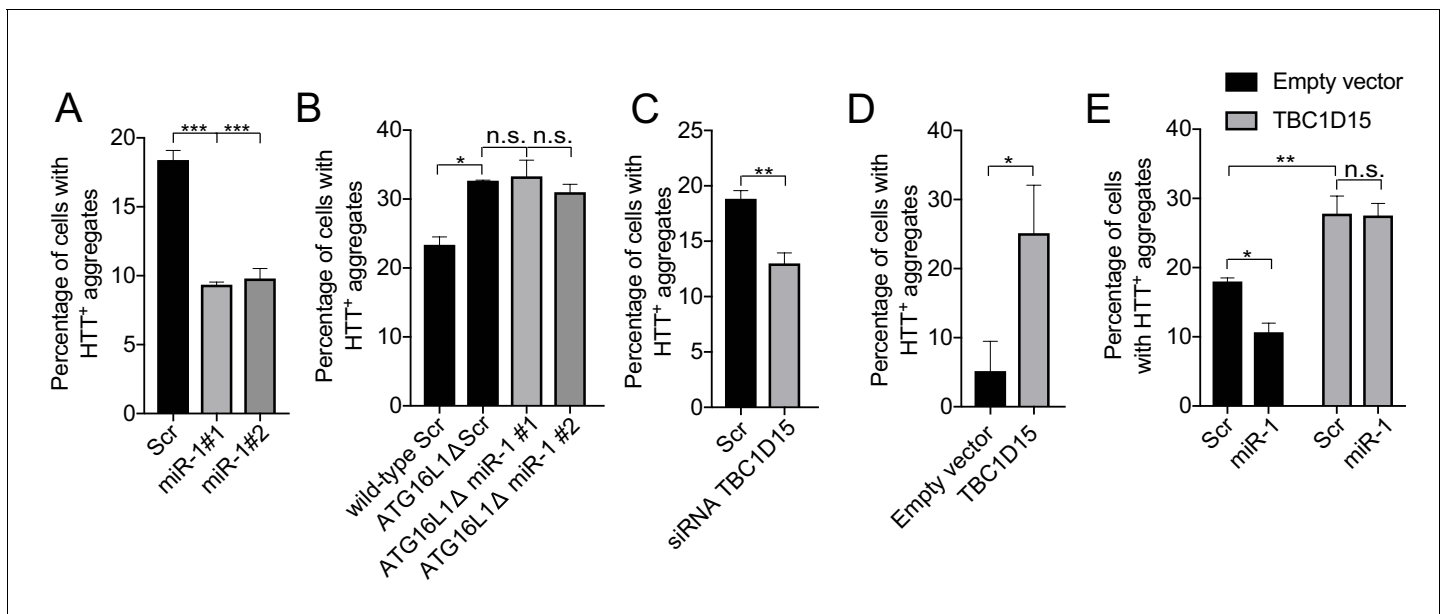 A
Percentage of cells with
HTT⁺ aggregates
20
15
10
5
0
*** ***
Scr
miR-1#1
miR-1#2
B
Percentage of cells with
HTT⁺ aggregates
40
30
20
10
0
*
n.s. n.s.
wild-type Scr
ATG16L1Δ Scr
ATG16L1Δ miR-1 #1
ATG16L1Δ miR-1 #2
C
Percentage of cells with
HTT⁺ aggregates
25
20
15
10
5
0
**
Scr
siRNA TBC1D15
D
Percentage of cells with
HTT⁺ aggregates
40
30
20
10
0
*
Empty vector
TBC1D15
E
Empty vector
TBC1D15
Percentage of cells
with HTT⁺ aggregates
40
30
20
10
0
**
n.s.
*
Scr
miR-1
Scr
miR-1